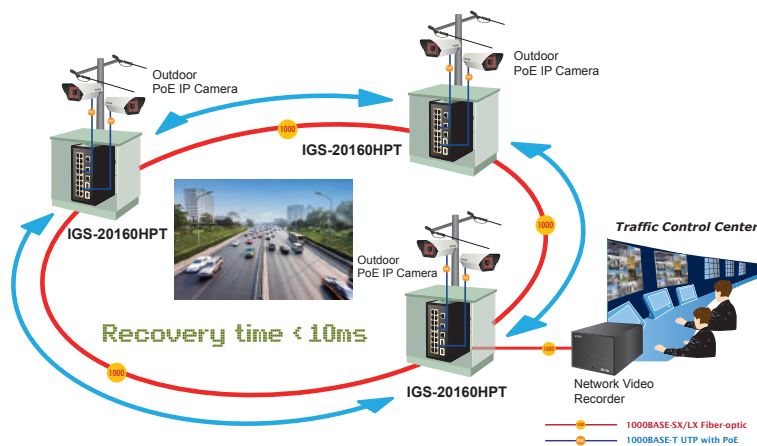 Outdoor
PoE IP Camera
Outdoor
PoE IP Camera
1000
IGS-20160HPT
IGS-20160HPT
1000
Traffic Control Center
Outdoor
PoE IP Camera
Recovery time < 10ms
1000
1000
IGS-20160HPT
Network Video
Recorder
1000BASE-SX/LX Fiber-optic
1000BASE-T UTP with PoE